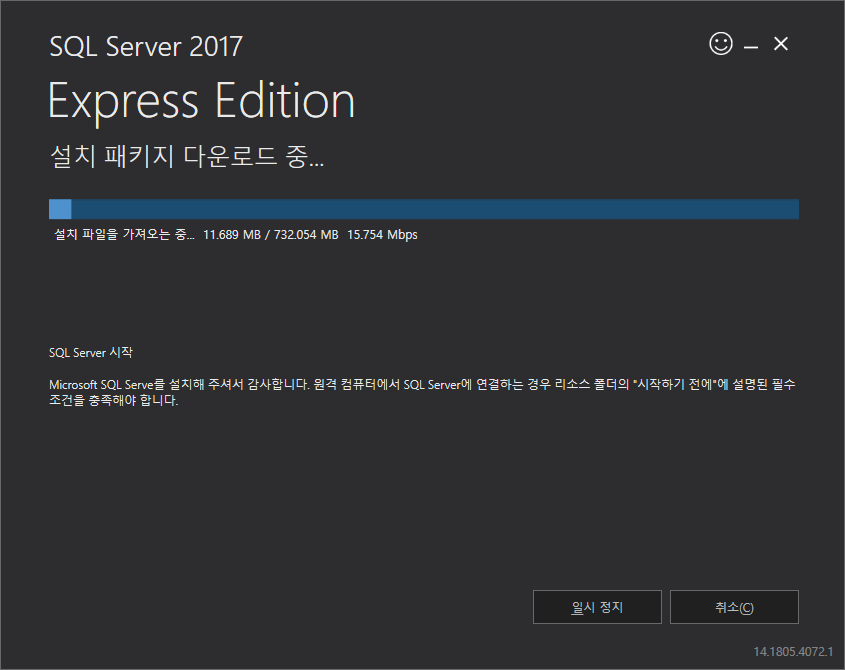 SQL Server 2017
Express Edition
설치 패키지 다운로드 중...
설치 파일을 가져오는 중... 11.689 MB / 732.054 MB 15.754 Mbps
SQL Server 시작
Microsoft SQL Serve를 설치해 주셔서 감사합니다. 원격 컴퓨터에서 SQL Server에 연결하는 경우 리소스 폴더의 "시작하기 전에"에 설명된 필수
조건을 충족해야 합니다.
일시 정지 취소(C)
14.1805.4072.1